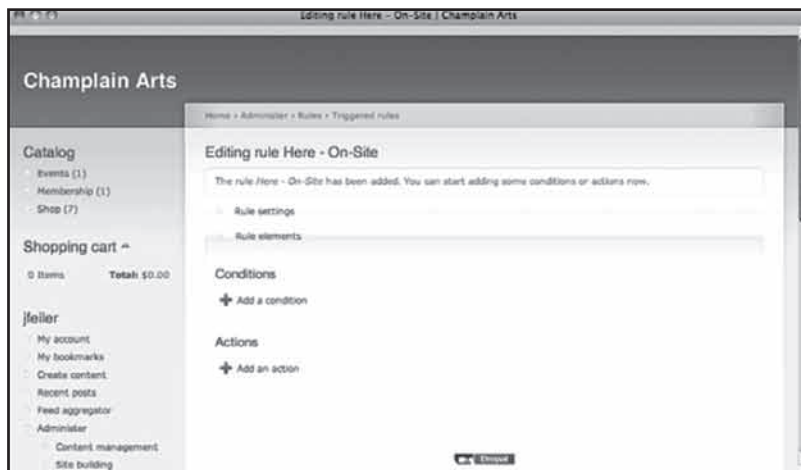 Editing rule Here - On-Site | Champlain Arts
Champlain Arts
Home › Administer › Rules › Triggered rules
Catalog
Events (1)
Membership (1)
Shop (7)
Shopping cart
0 Items Total: $0.00
jfeiler
My account
My bookmarks
Create content
Recent posts
Feed aggregator
Administer
Content management
Site building
Editing rule Here - On-Site
The rule Here - On-Site has been added. You can start adding some conditions or actions now.
Rule settings
Rule elements
Conditions
Add a condition
Actions
Add an action
Drupal